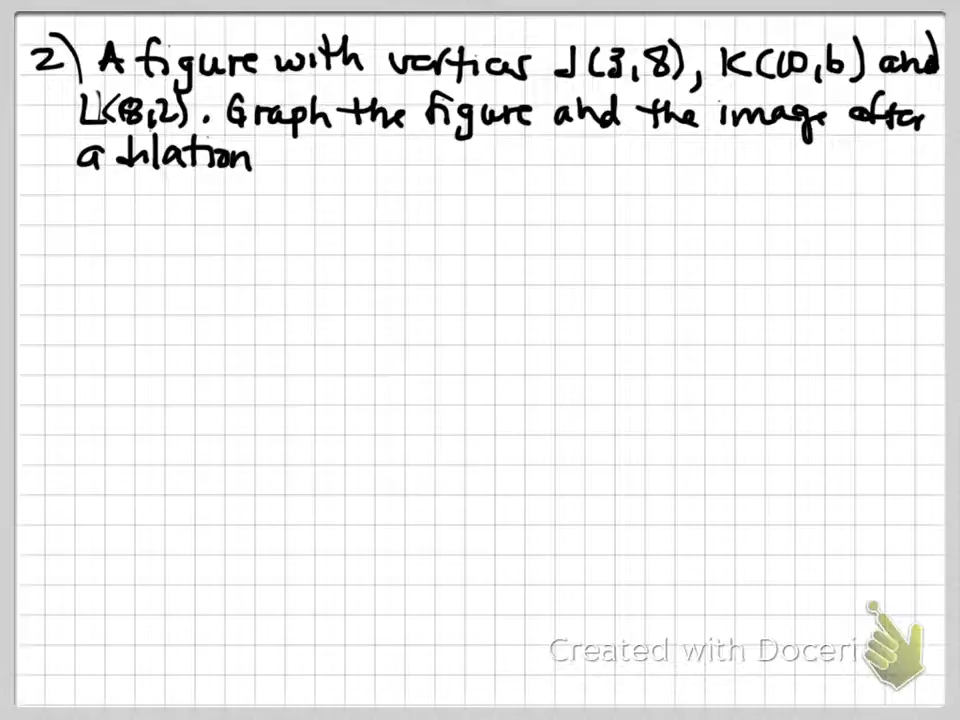 2) A figure with vertices J(3,8), K(10,6) and
L(8,2). Graph the figure and the image after
a dilation
Created with Doceri